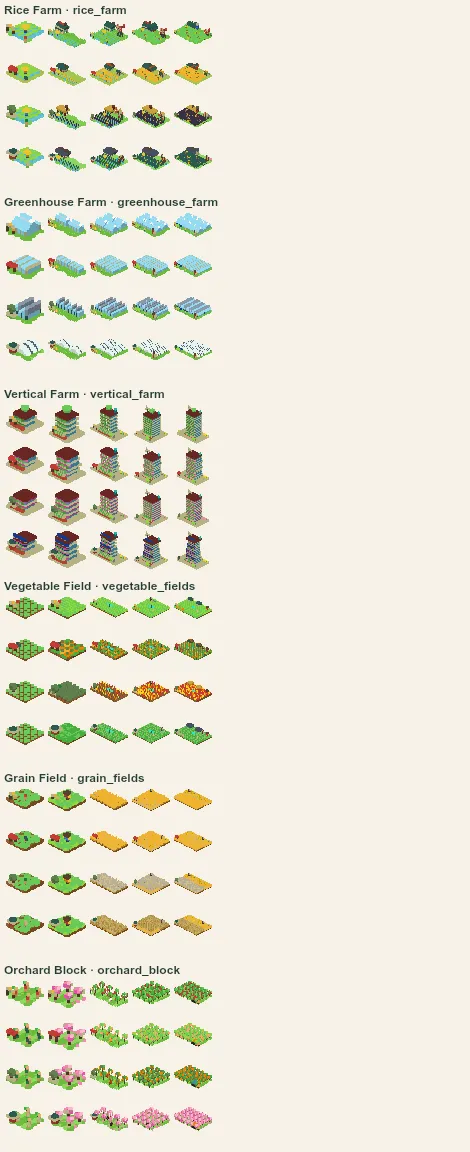 Rice Farm · rice_farm
Greenhouse Farm · greenhouse_farm
Vertical Farm · vertical_farm
Vegetable Field · vegetable_fields
Grain Field · grain_fields
Orchard Block · orchard_block